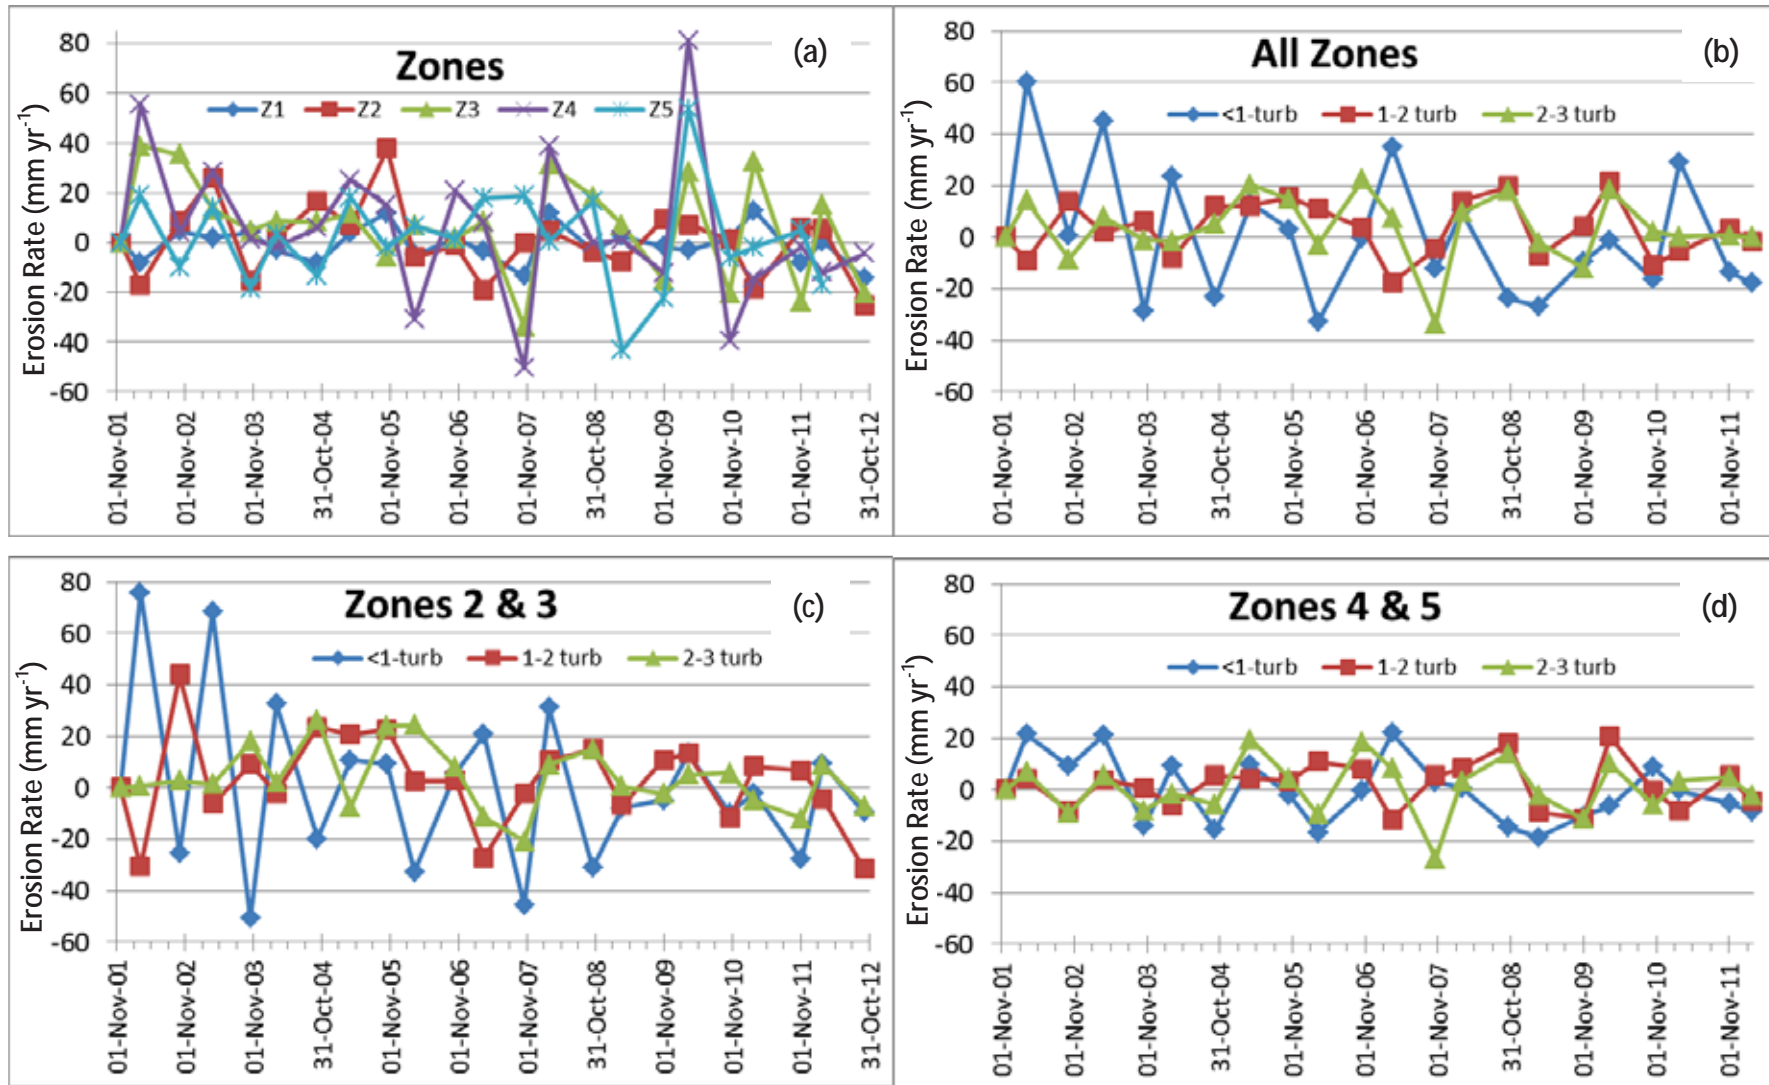 Zones
(a)
Z1 Z2 Z3 Z4 Z5
Erosion Rate (mm yr-1)
80
60
40
20
0
-20
-40
-60
01-Nov-01
01-Nov-02
01-Nov-03
31-Oct-04
01-Nov-05
01-Nov-06
01-Nov-07
31-Oct-08
01-Nov-09
01-Nov-10
01-Nov-11
31-Oct-12
All Zones
(b)
<1-turb 1-2 turb 2-3 turb
Erosion Rate (mm yr-1)
80
60
40
20
0
-20
-40
-60
01-Nov-01
01-Nov-02
01-Nov-03
01-Nov-04
01-Nov-05
01-Nov-06
01-Nov-07
31-Oct-08
01-Nov-09
01-Nov-10
01-Nov-11
Zones 2 & 3
(c)
<1-turb 1-2 turb 2-3 turb
Erosion Rate (mm yr-1)
80
60
40
20
0
-20
-40
-60
01-Nov-01
01-Nov-02
01-Nov-03
31-Oct-04
01-Nov-05
01-Nov-06
01-Nov-07
31-Oct-08
01-Nov-09
01-Nov-10
01-Nov-11
31-Oct-12
Zones 4 & 5
(d)
<1-turb 1-2 turb 2-3 turb
Erosion Rate (mm yr-1)
80
60
40
20
0
-20
-40
-60
01-Nov-01
01-Nov-02
01-Nov-03
31-Oct-04
01-Nov-05
01-Nov-06
01-Nov-07
31-Oct-08
01-Nov-09
01-Nov-10
01-Nov-11